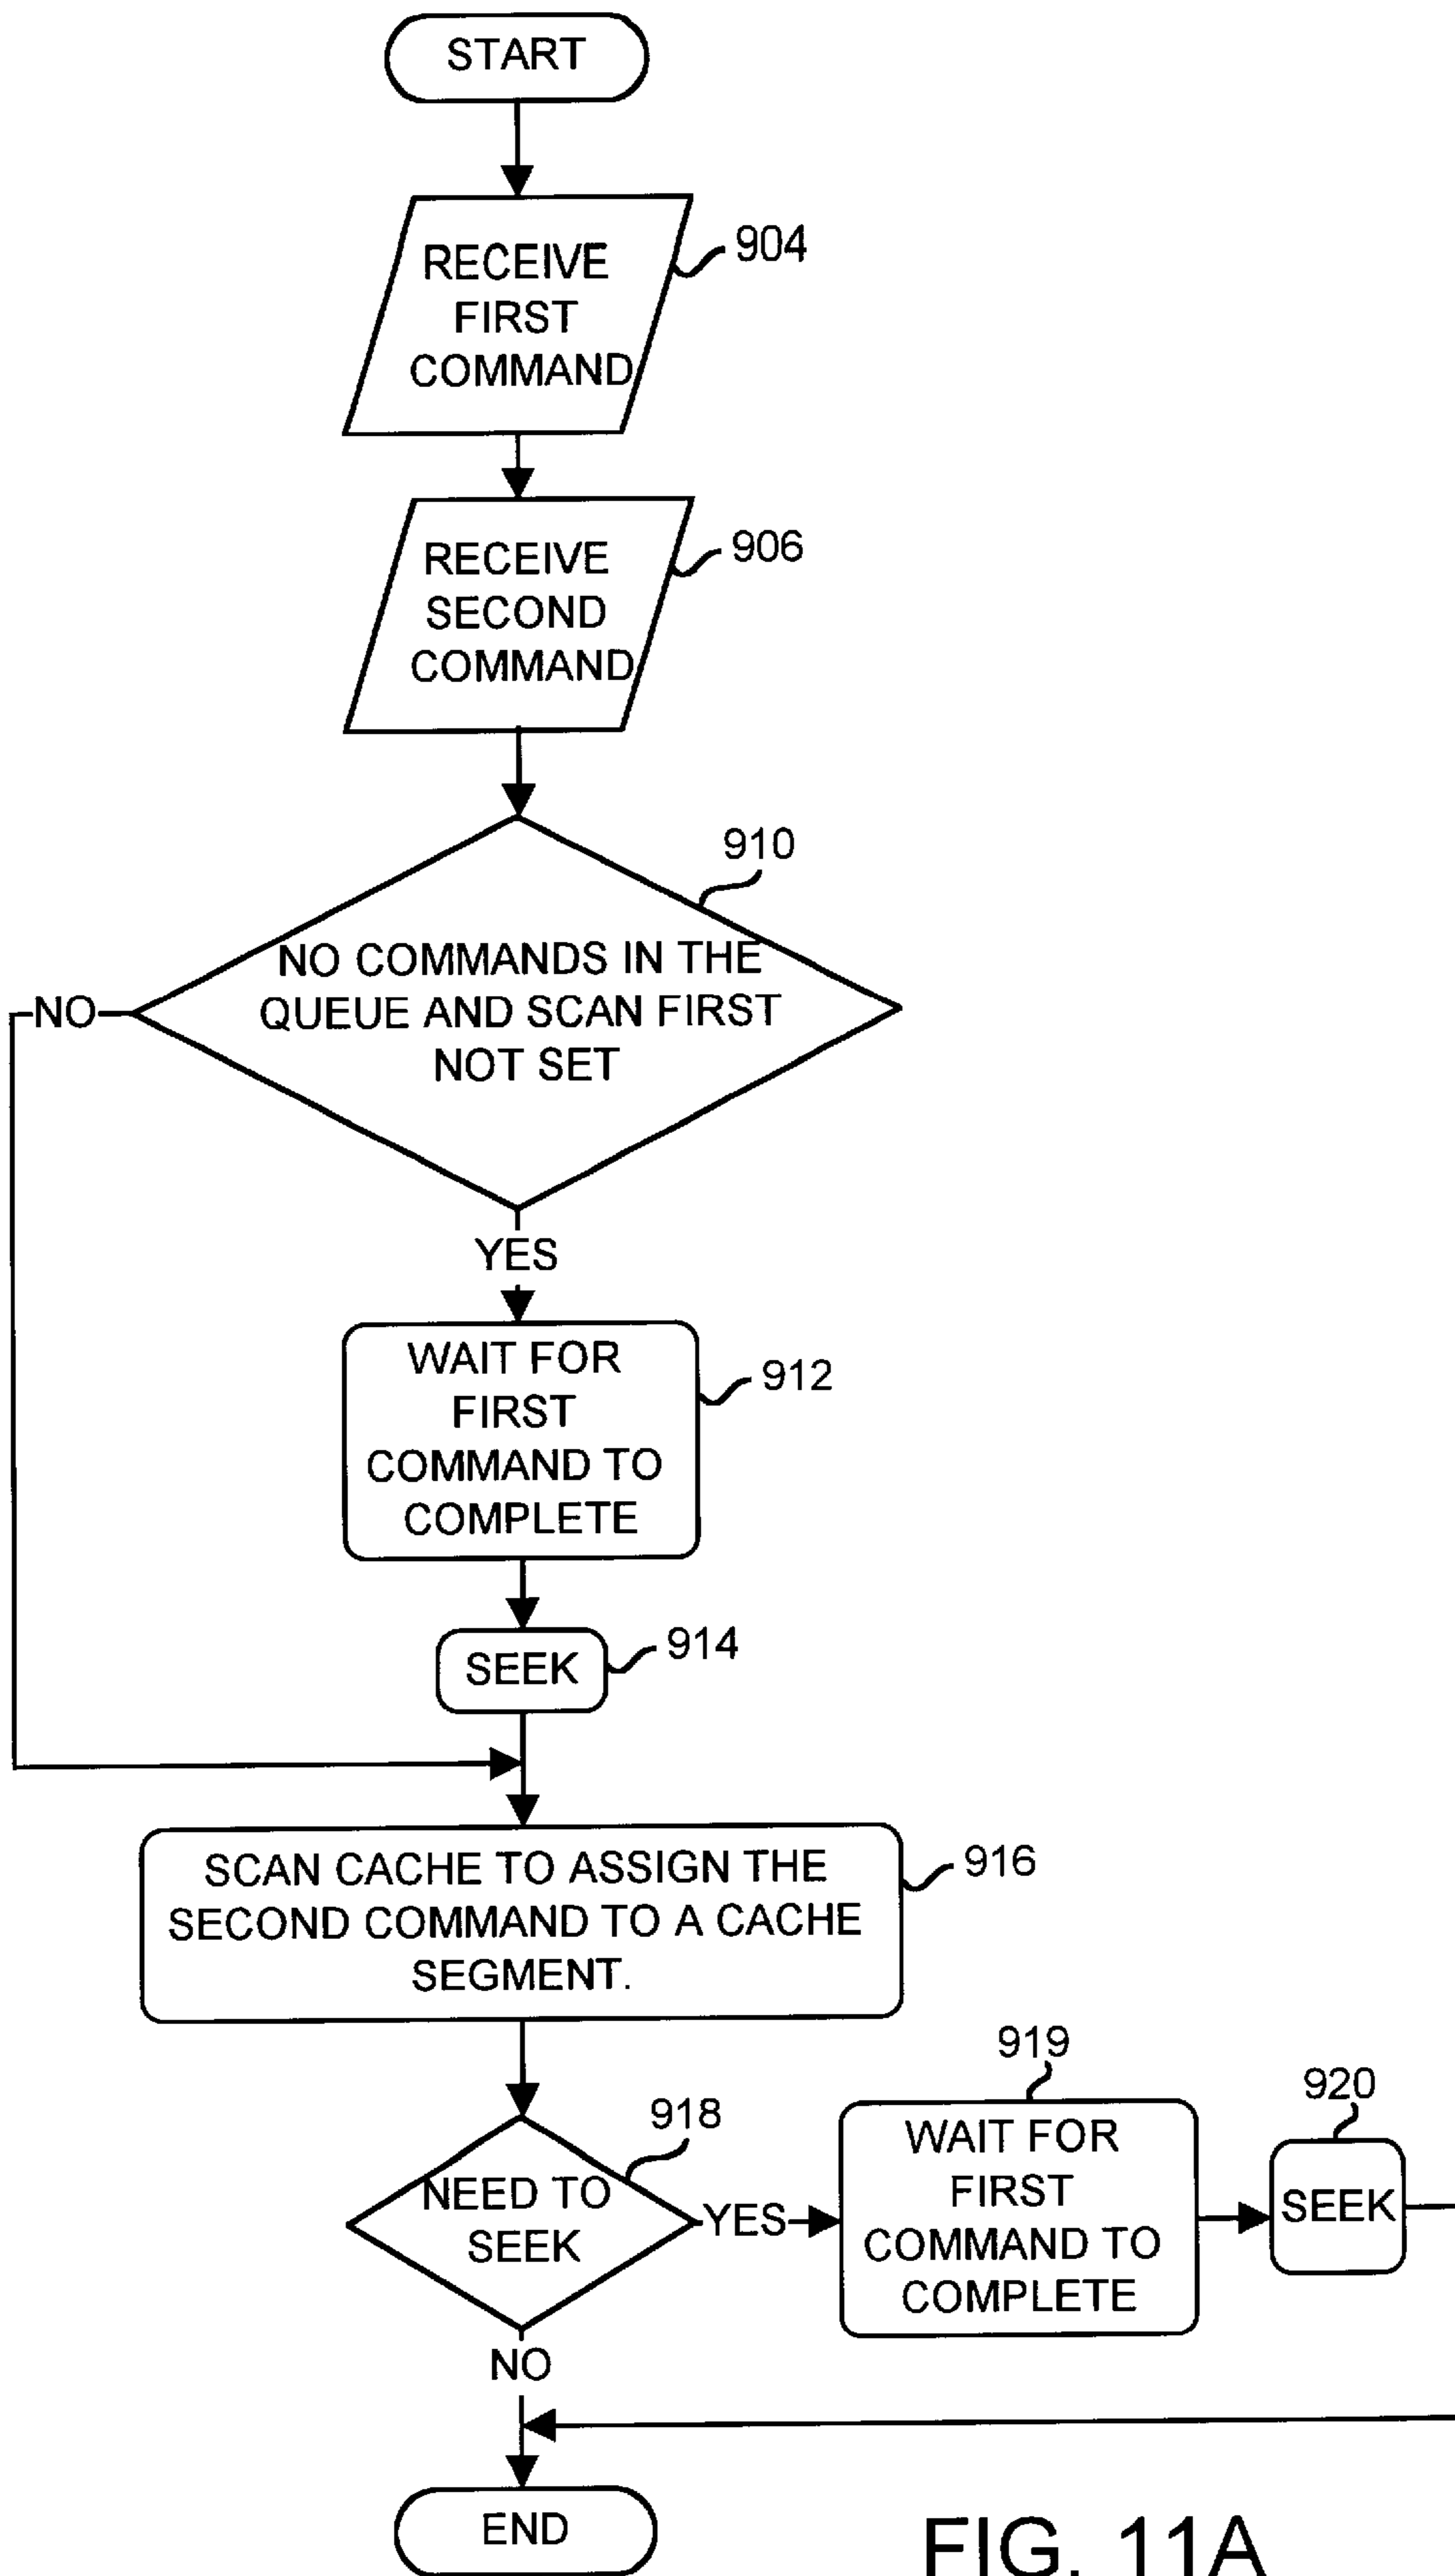 START
RECEIVE
FIRST
COMMAND
904
RECEIVE
SECOND
COMMAND
906
910
NO COMMANDS IN THE
QUEUE AND SCAN FIRST
NOT SET
NO
YES
WAIT FOR
FIRST
COMMAND TO
COMPLETE
912
SEEK
914
SCAN CACHE TO ASSIGN THE
SECOND COMMAND TO A CACHE
SEGMENT.
916
918
NEED TO
SEEK
YES
919
WAIT FOR
FIRST
COMMAND TO
COMPLETE
920
SEEK
NO
END
FIG. 11A